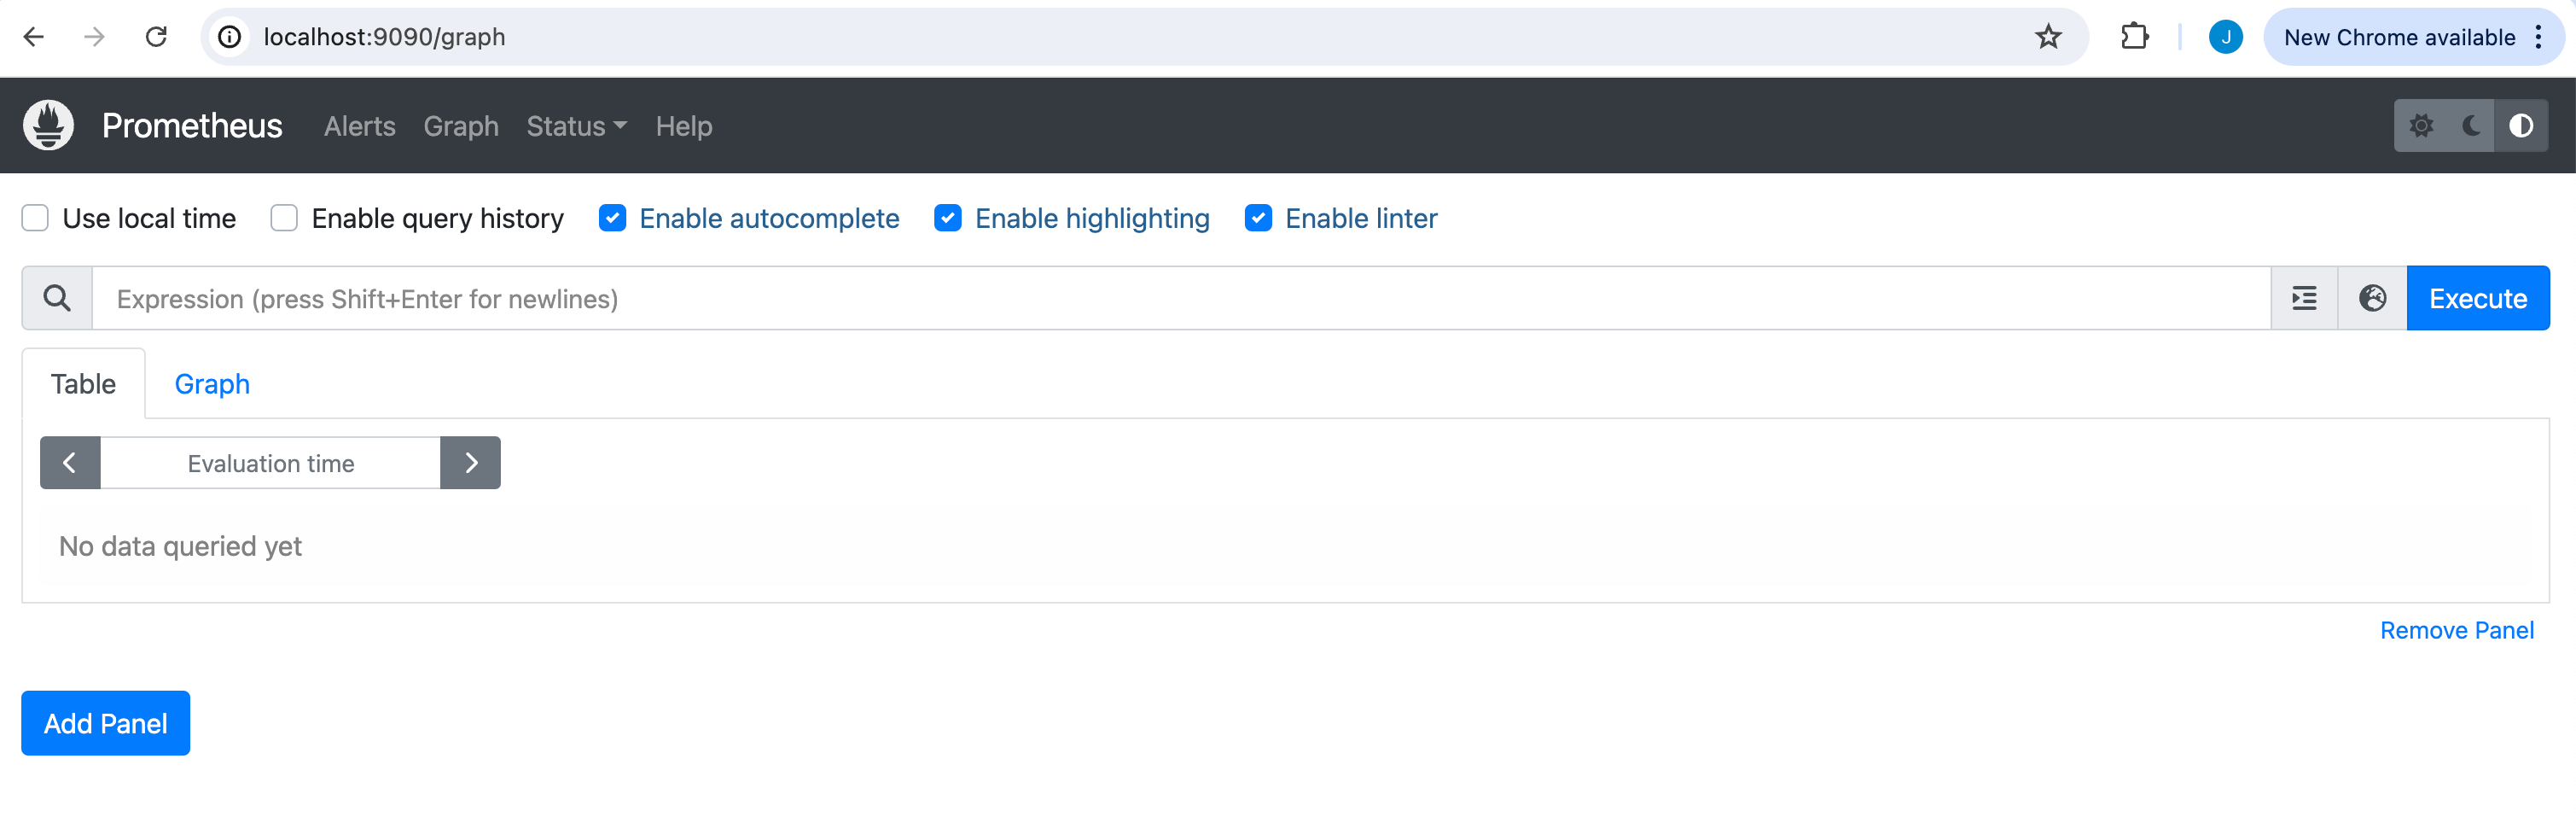 localhost:9090/graph
J
New Chrome available
Prometheus Alerts Graph Status Help
Use local time Enable query history Enable autocomplete Enable highlighting Enable linter
Expression (press Shift+Enter for newlines) Execute
Table Graph
Evaluation time
No data queried yet
Remove Panel
Add Panel